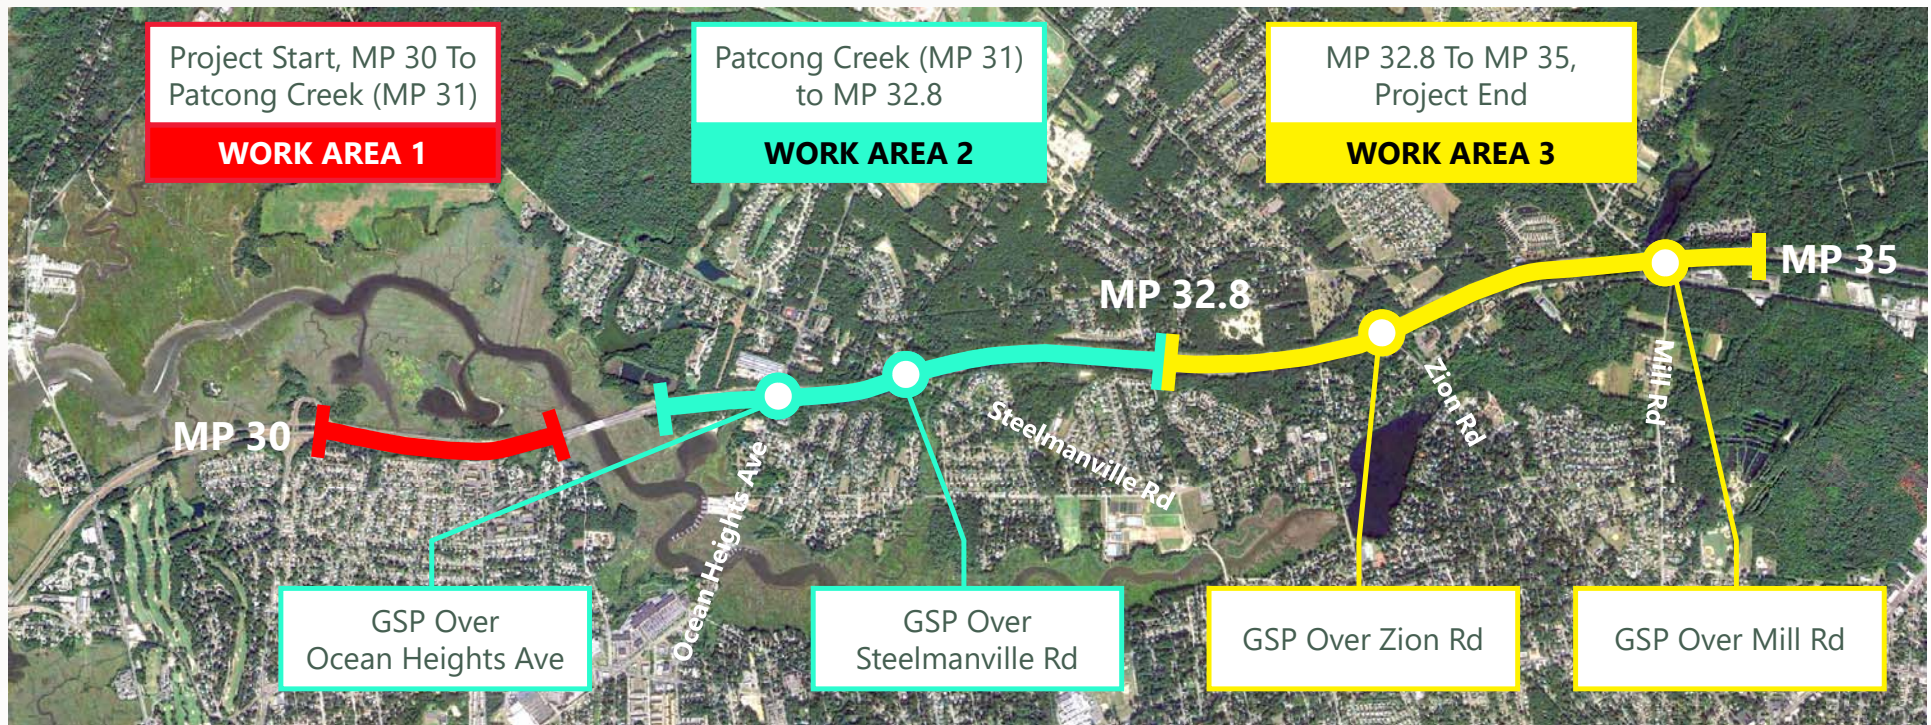 Project Start, MP 30 To
Patcong Creek (MP 31)
WORK AREA 1
Patcong Creek (MP 31)
to MP 32.8
WORK AREA 2
MP 32.8 To MP 35,
Project End
WORK AREA 3
MP 35
MP 32.8
MP 30
Ocean Heights Ave
Steelmanville Rd
Zion Rd
Mill Rd
GSP Over
Ocean Heights Ave
GSP Over
Steelmanville Rd
GSP Over Zion Rd
GSP Over Mill Rd